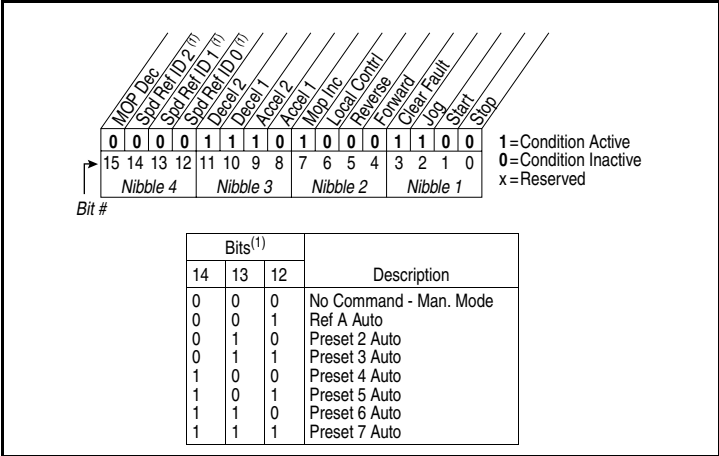 MOP Dec
Spd Ref ID 2 (1)
Spd Ref ID 1 (1)
Spd Ref ID 0 (1)
Decel 2
Decel 1
Accel 2
Accel 1
Mop Inc
Local Contrl
Reverse
Forward
Clear Fault
Jog
Start
Stop
0 0 0 0 1 1 1 0 1 0 0 0 1 1 0 0
15 14 13 12 11 10 9 8 7 6 5 4 3 2 1 0
Nibble 4 Nibble 3 Nibble 2 Nibble 1
Bit #
1=Condition Active
0=Condition Inactive
x=Reserved
Bits(1)
14 13 12 Description
0 0 0 No Command - Man. Mode
0 0 1 Ref A Auto
0 1 0 Preset 2 Auto
0 1 1 Preset 3 Auto
1 0 0 Preset 4 Auto
1 0 1 Preset 5 Auto
1 1 0 Preset 6 Auto
1 1 1 Preset 7 Auto